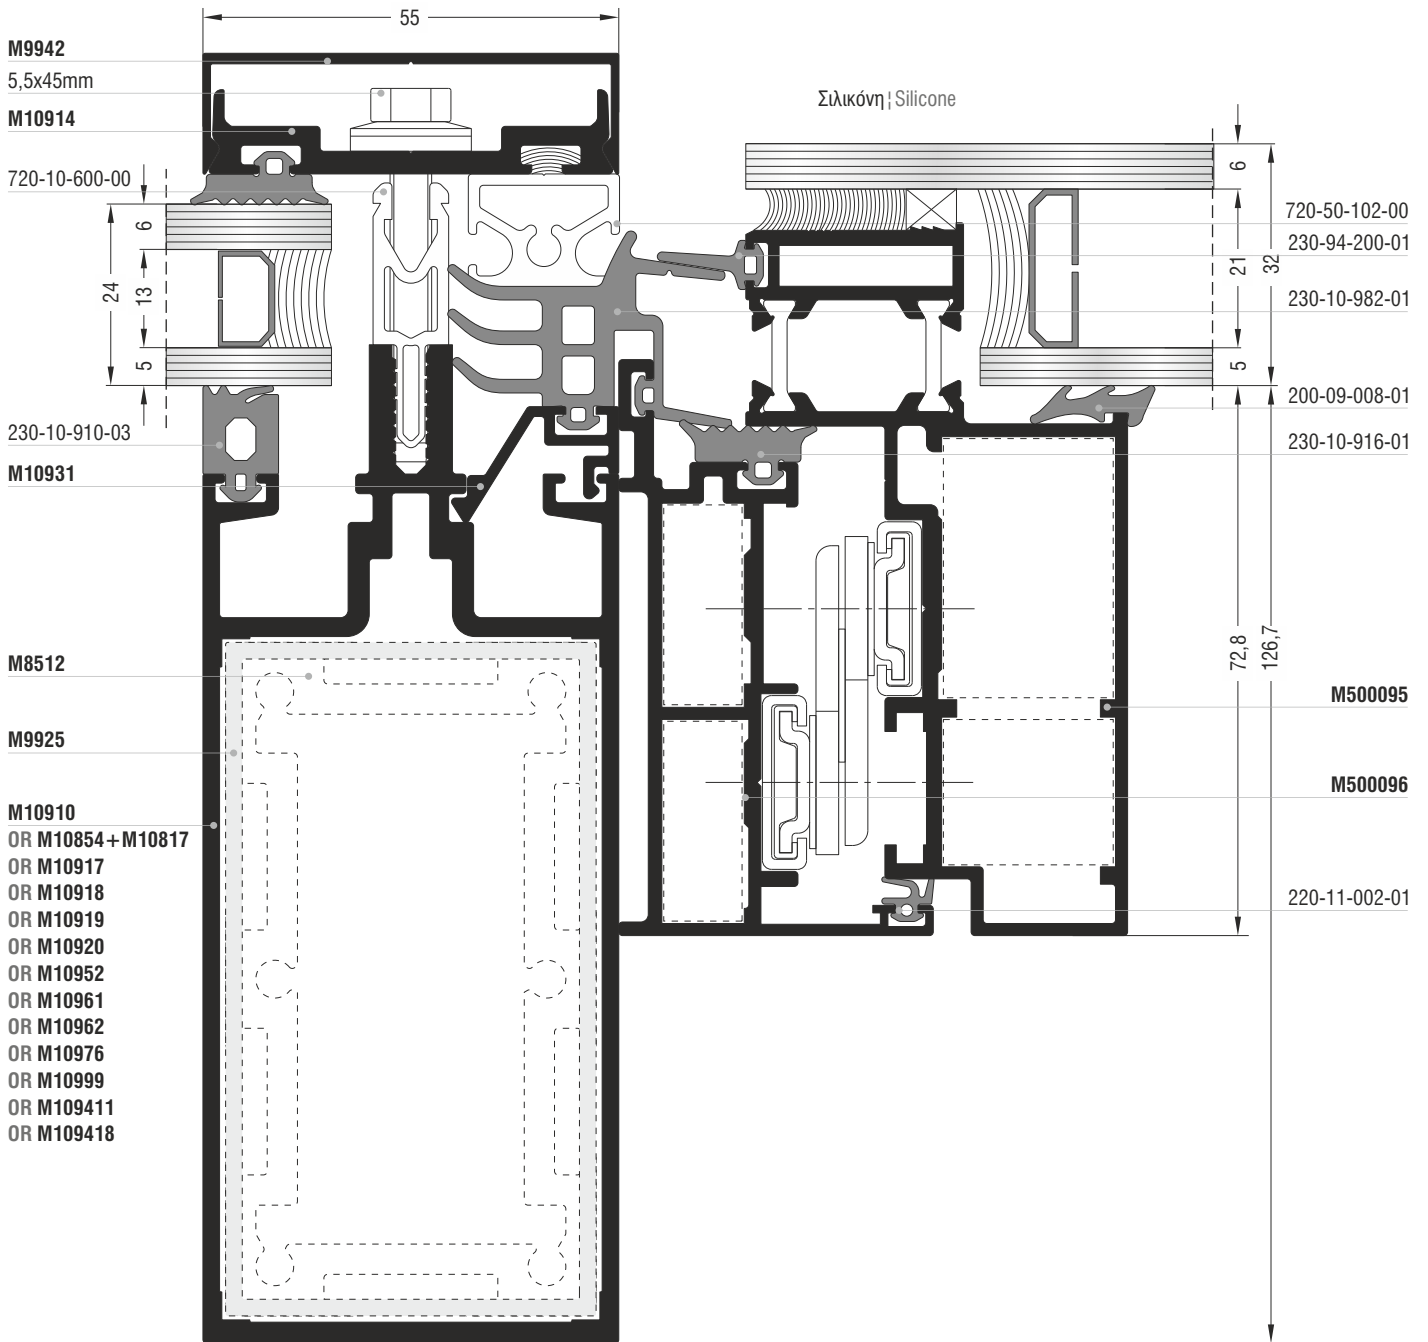 55
M9942
5,5x45mm
M10914
720-10-600-00
6
24
13
5
230-10-910-03
M10931
M8512
M9925
M10910
OR M10854+M10817
OR M10917
OR M10918
OR M10919
OR M10920
OR M10952
OR M10961
OR M10962
OR M10976
OR M10999
OR M109411
OR M109418
Σιλικόνη ¦ Silicone
6
21
32
5
720-50-102-00
230-94-200-01
230-10-982-01
200-09-008-01
230-10-916-01
72,8
126,7
M500095
M500096
220-11-002-01